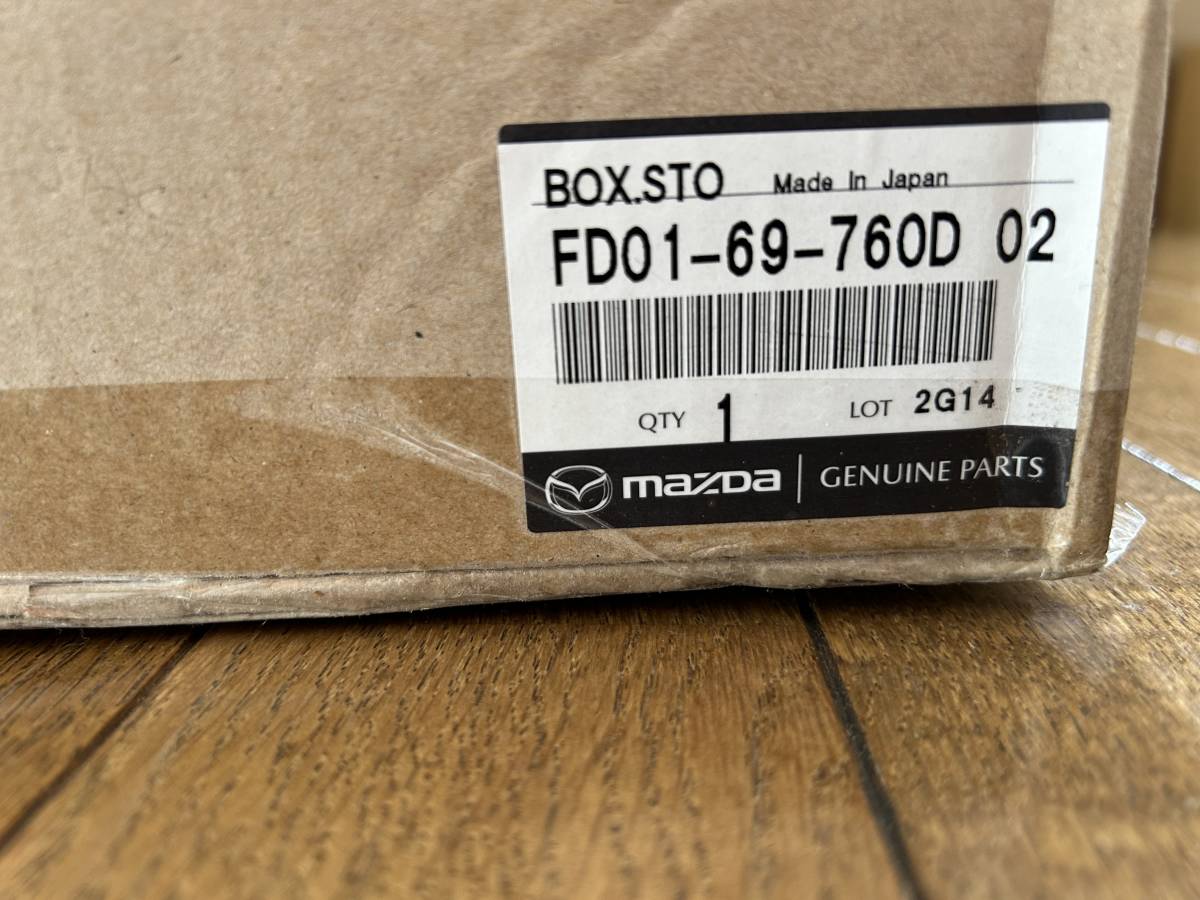 BOX.STO Made In Japan
FD01-69-760D 02
QTY 1 LOT 2G14
mazda GENUINE PARTS